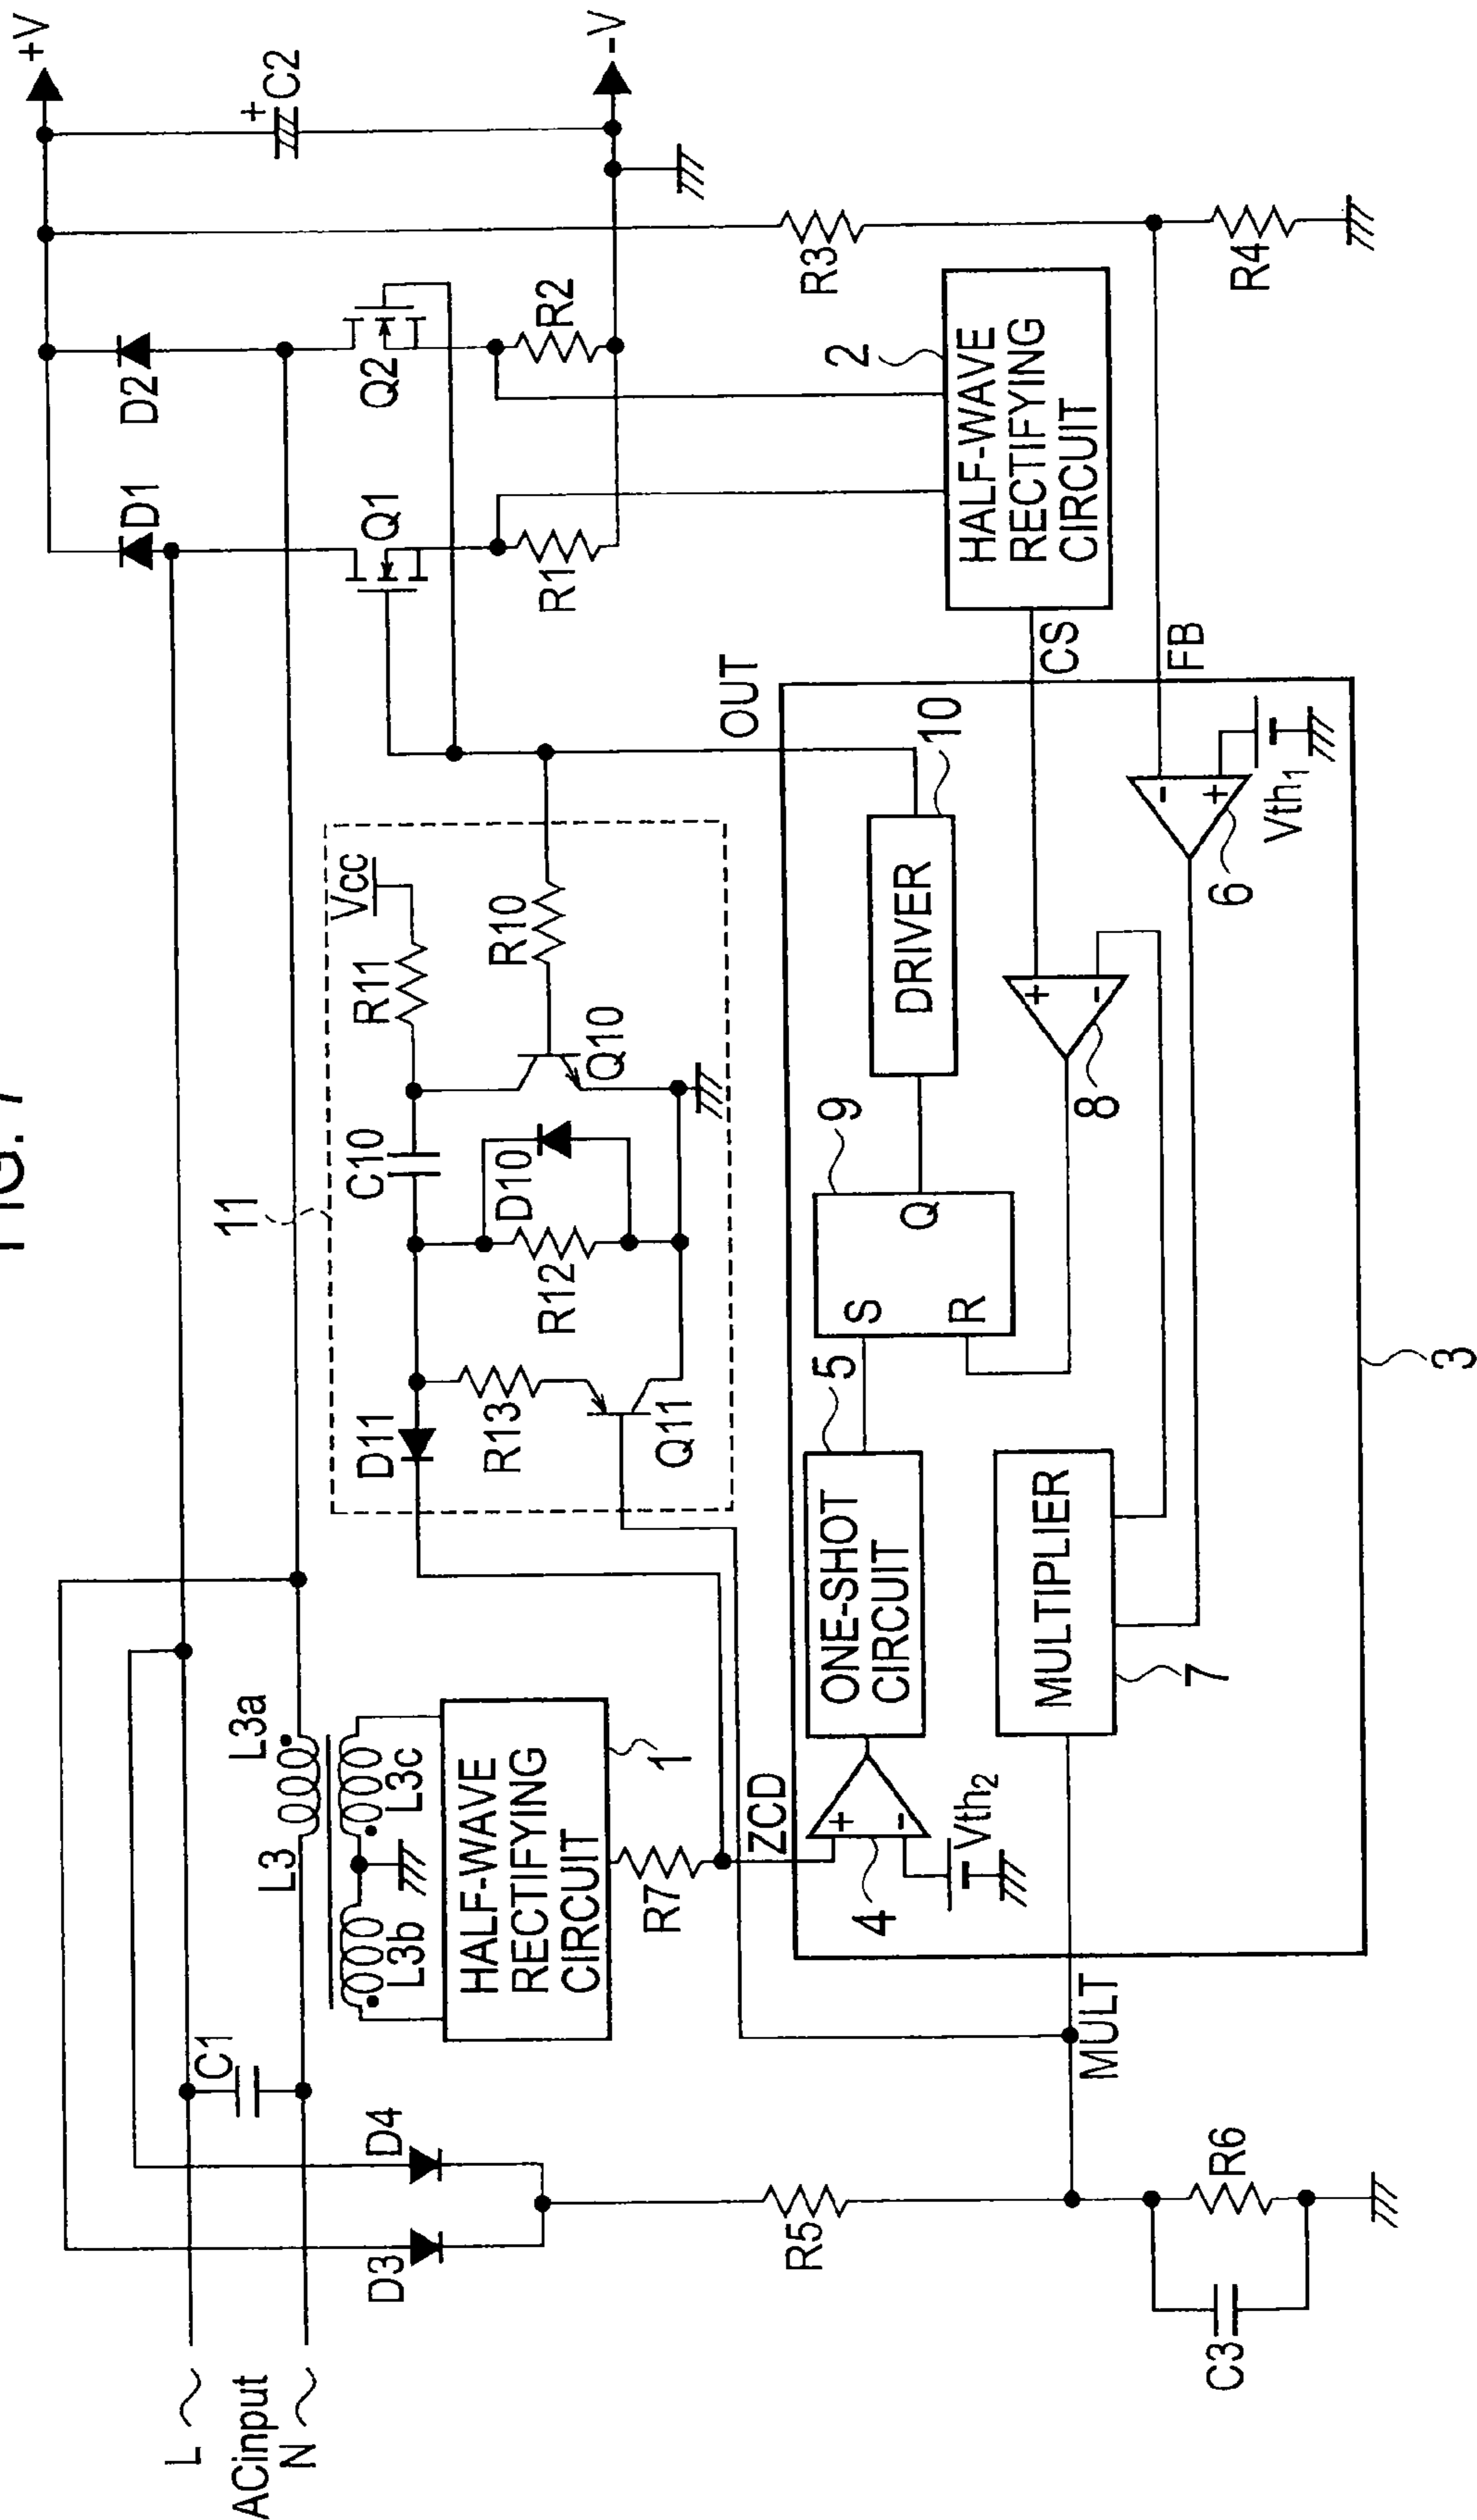 FIG. 7
L
ACinput
N
C1
L3
L3a
L3b
L3c
HALF-WAVE
RECTIFYING
CIRCUIT
1
R7
ZCD
D3
D4
R5
MULT
C3
R6
11
D11
C10
R11
Vcc
R13
R12
D10
Q10
R10
Q11
OUT
D1
D2
Q1
Q2
R1
R2
+V
+
C2
-V
R3
R4
2
HALF-WAVE
RECTIFYING
CIRCUIT
CS
FB
3
4
+
-
Vth2
5
ONE-SHOT
CIRCUIT
9
S
R
Q
10
DRIVER
MULTIPLIER
7
8
+
-
6
-
+
Vth1